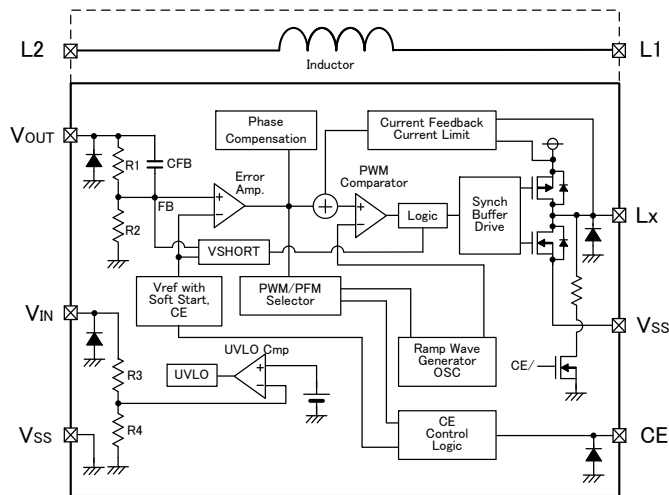 L2
L1
Inductor
VOUT
R1
CFB
R2
FB
Phase
Compensation
Current Feedback
Current Limit
Error
Amp.
PWM
Comparator
+
−
+
+
−
Logic
Synch
Buffer
Drive
Lx
VSHORT
Vref with
Soft Start,
CE
PWM/PFM
Selector
VIN
VSS
R3
R4
UVLO
UVLO Cmp
+
−
Ramp Wave
Generator
OSC
CE/
VSS
CE
Control
Logic
CE